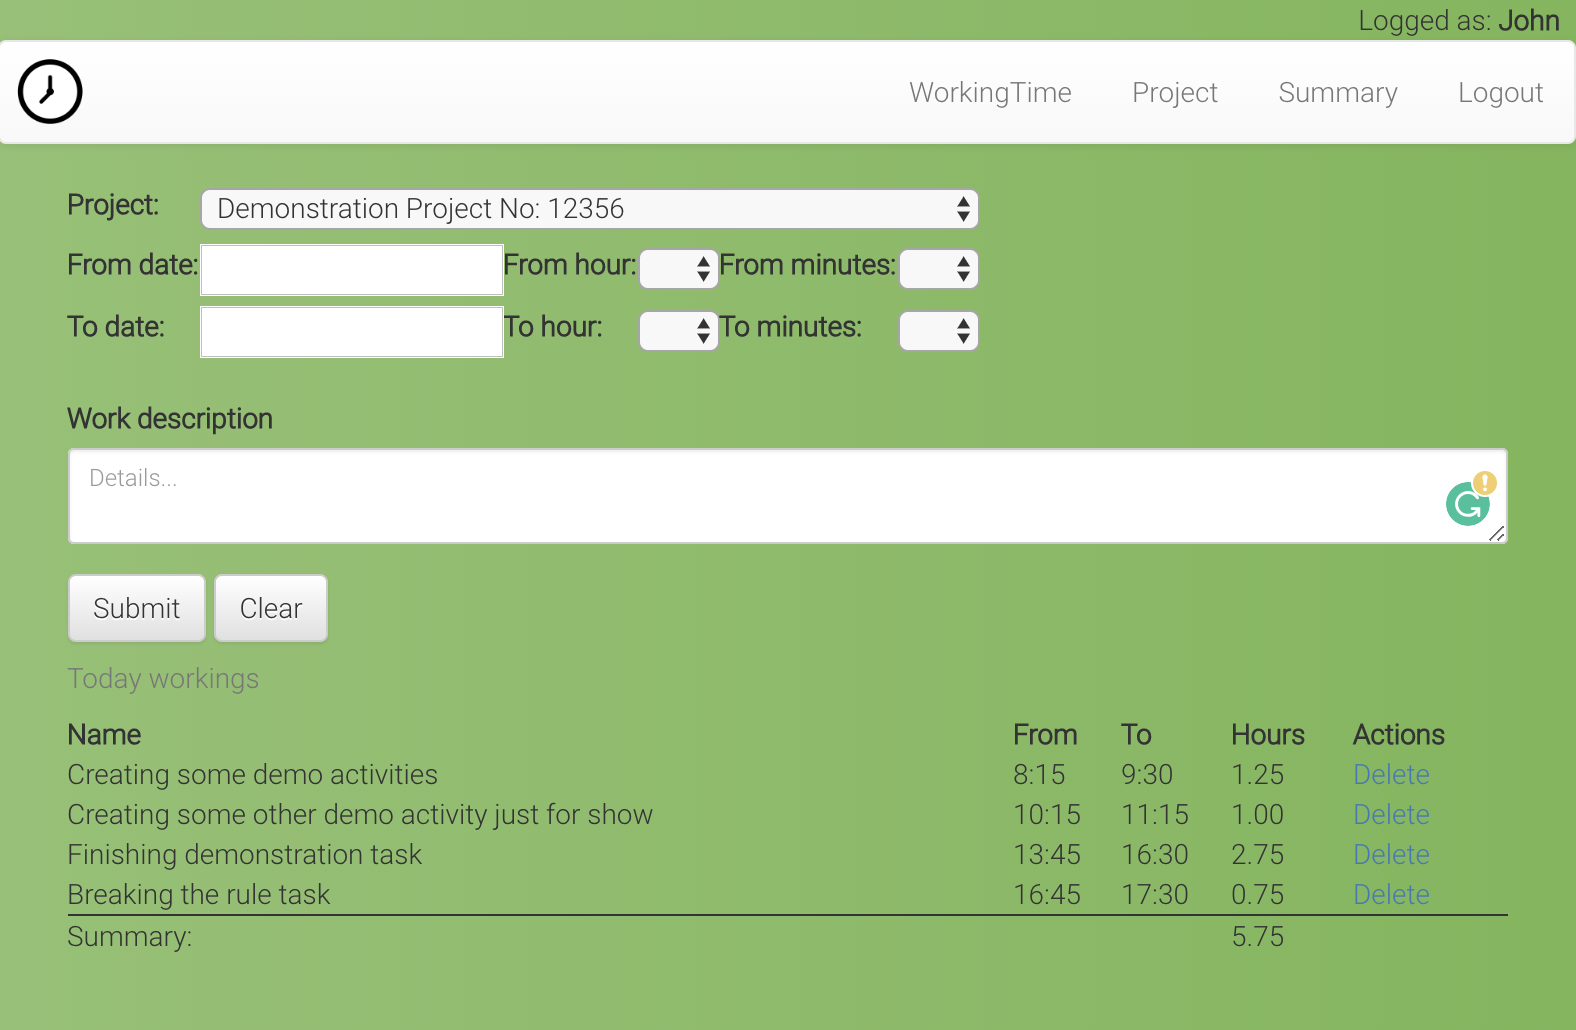 Logged as: John
WorkingTime Project Summary Logout
Project: Demonstration Project No: 12356
From date: From hour: From minutes:
To date: To hour: To minutes:
Work description
Details...
Submit Clear
Today workings
Name From To Hours Actions
Creating some demo activities 8:15 9:30 1.25 Delete
Creating some other demo activity just for show 10:15 11:15 1.00 Delete
Finishing demonstration task 13:45 16:30 2.75 Delete
Breaking the rule task 16:45 17:30 0.75 Delete
Summary: 5.75